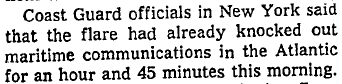 Coast Guard officials in New York said
that the flare had already knocked out
maritime communications in the Atlantic
for an hour and 45 minutes this morning.